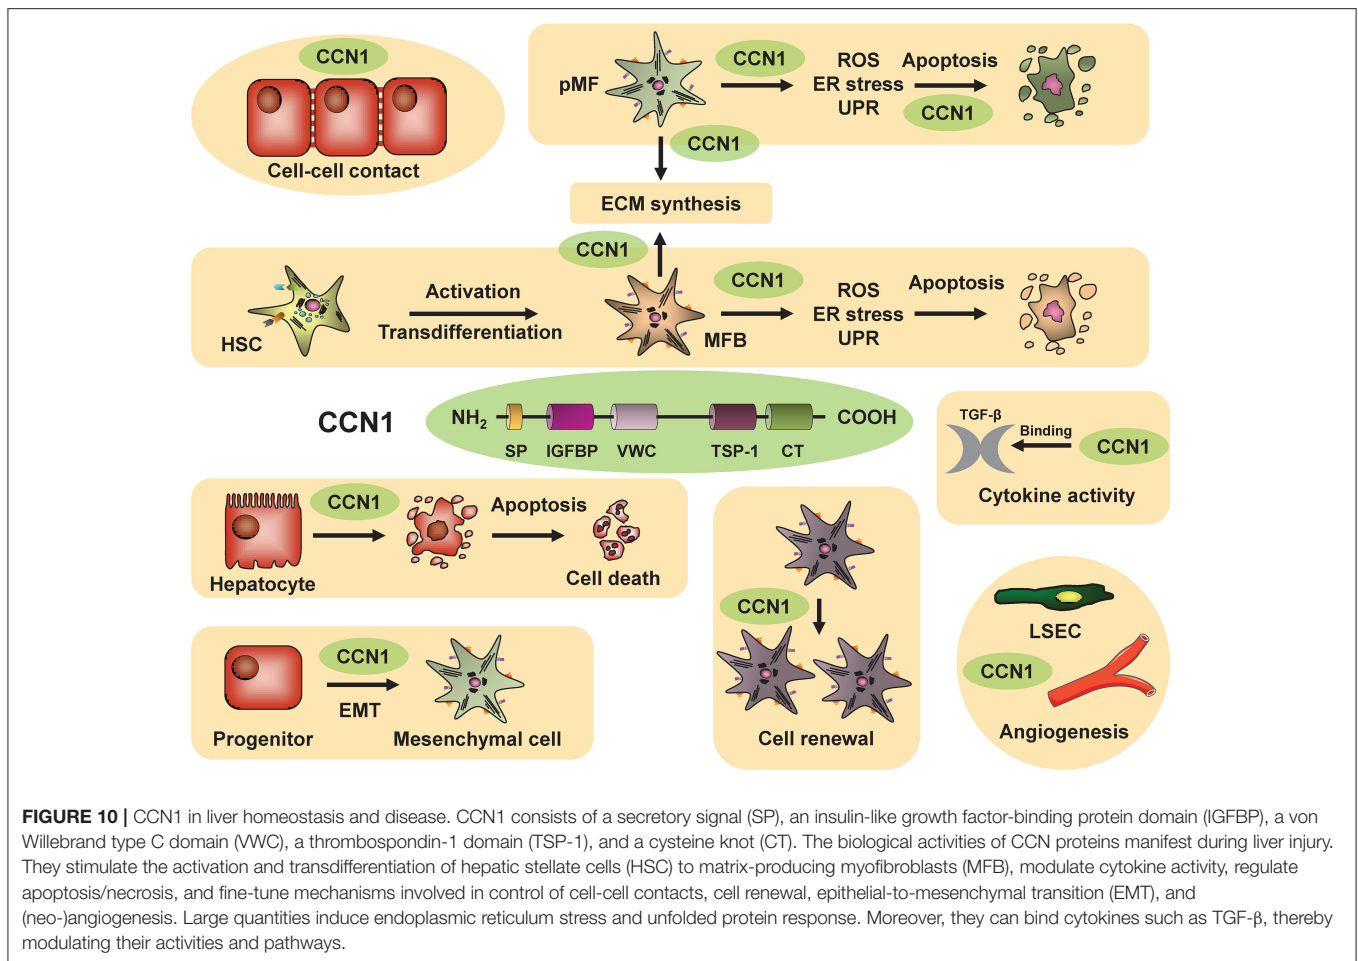 CCN1
Cell-cell contact
pMF
CCN1
ROS
ER stress
UPR
Apoptosis
CCN1
CCN1
ECM synthesis
CCN1
HSC
Activation
Transdifferentiation
MFB
CCN1
ROS
ER stress
UPR
Apoptosis
CCN1
NH2
COOH
SP
IGFBP
VWC
TSP-1
CT
TGF-β
Binding
CCN1
Cytokine activity
Hepatocyte
CCN1
Apoptosis
Cell death
CCN1
Cell renewal
LSEC
CCN1
Angiogenesis
Progenitor
CCN1
EMT
Mesenchymal cell
FIGURE 10 | CCN1 in liver homeostasis and disease. CCN1 consists of a secretory signal (SP), an insulin-like growth factor-binding protein domain (IGFBP), a von
Willebrand type C domain (VWC), a thrombospondin-1 domain (TSP-1), and a cysteine knot (CT). The biological activities of CCN proteins manifest during liver injury.
They stimulate the activation and transdifferentiation of hepatic stellate cells (HSC) to matrix-producing myofibroblasts (MFB), modulate cytokine activity, regulate
apoptosis/necrosis, and fine-tune mechanisms involved in control of cell-cell contacts, cell renewal, epithelial-to-mesenchymal transition (EMT), and
(neo-)angiogenesis. Large quantities induce endoplasmic reticulum stress and unfolded protein response. Moreover, they can bind cytokines such as TGF-β, thereby
modulating their activities and pathways.